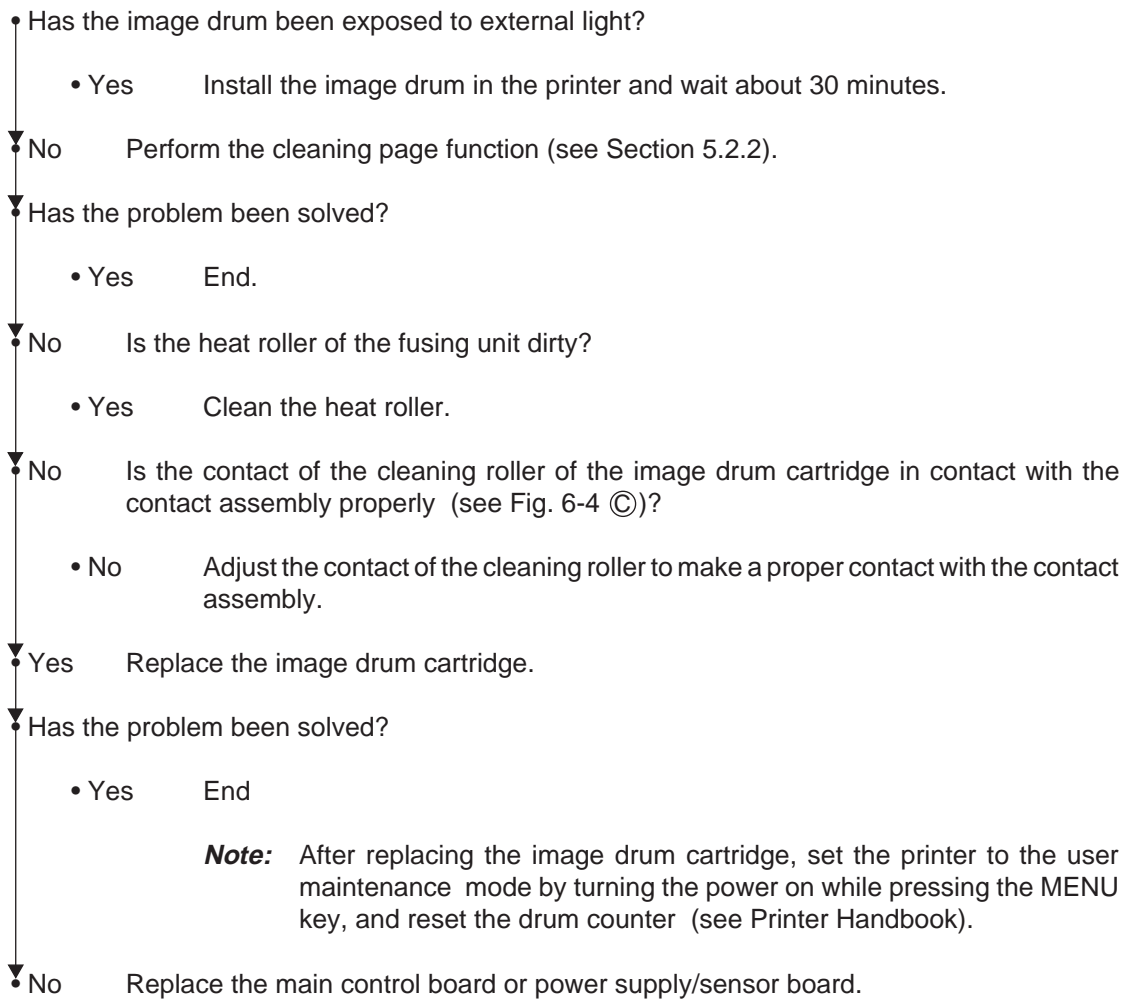 • Has the image drum been exposed to external light?
• Yes Install the image drum in the printer and wait about 30 minutes.
• No Perform the cleaning page function (see Section 5.2.2).
• Has the problem been solved?
• Yes End.
• No Is the heat roller of the fusing unit dirty?
• Yes Clean the heat roller.
• No Is the contact of the cleaning roller of the image drum cartridge in contact with the
contact assembly properly (see Fig. 6-4 Ⓒ)?
• No Adjust the contact of the cleaning roller to make a proper contact with the contact
assembly.
• Yes Replace the image drum cartridge.
• Has the problem been solved?
• Yes End
Note: After replacing the image drum cartridge, set the printer to the user
maintenance mode by turning the power on while pressing the MENU
key, and reset the drum counter (see Printer Handbook).
• No Replace the main control board or power supply/sensor board.